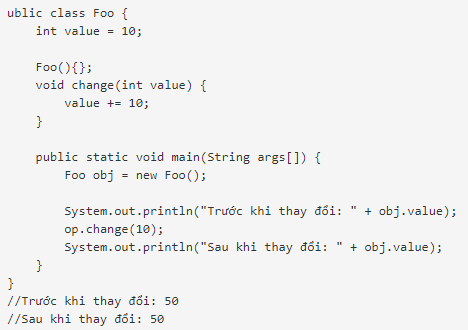 ublic class Foo {
    int value = 10;

    Foo(){};
    void change(int value) {
        value += 10;
    }

    public static void main(String args[]) {
        Foo obj = new Foo();

        System.out.println("Trước khi thay đổi: " + obj.value);
        op.change(10);
        System.out.println("Sau khi thay đổi: " + obj.value);
    }
}
//Trước khi thay đổi: 50
//Sau khi thay đổi: 50